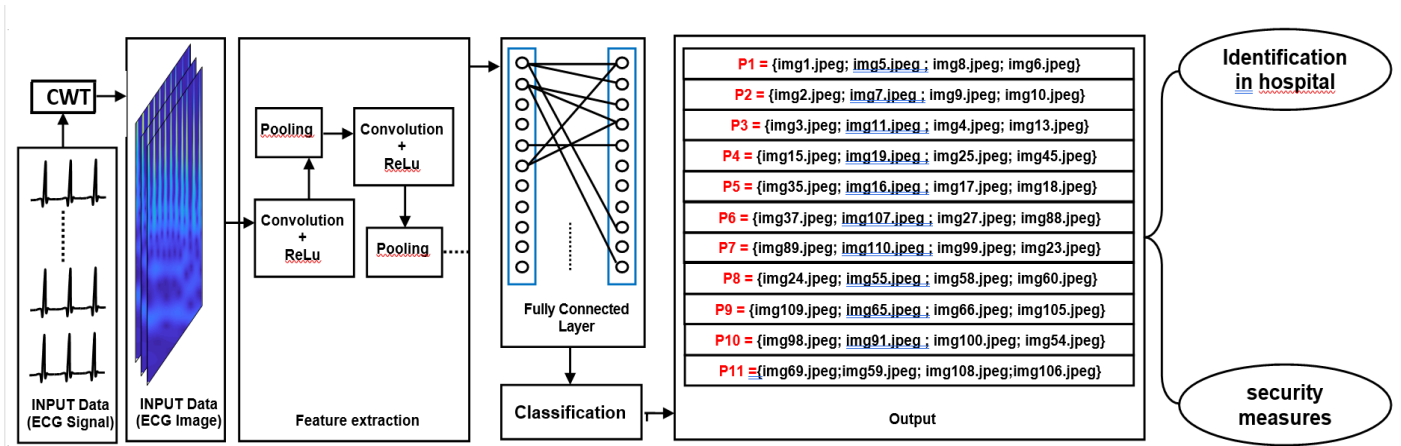 CWT
INPUT Data
(ECG Signal)
INPUT Data
(ECG Image)
Pooling
Convolution
+
ReLu
Convolution
+
ReLu
Pooling
Feature extraction
Fully Connected
Layer
Classification
P1 = {img1.jpeg; img5.jpeg ; img8.jpeg; img6.jpeg}
P2 = {img2.jpeg; img7.jpeg ; img9.jpeg; img10.jpeg}
P3 = {img3.jpeg; img11.jpeg ; img4.jpeg; img13.jpeg}
P4 = {img15.jpeg; img19.jpeg ; img25.jpeg; img45.jpeg}
P5 = {img35.jpeg; img16.jpeg ; img17.jpeg; img18.jpeg}
P6 = {img37.jpeg; img107.jpeg ; img27.jpeg; img88.jpeg}
P7 = {img89.jpeg; img110.jpeg ; img99.jpeg; img23.jpeg}
P8 = {img24.jpeg; img55.jpeg ; img58.jpeg; img60.jpeg}
P9 = {img109.jpeg; img65.jpeg ; img66.jpeg; img105.jpeg}
P10 = {img98.jpeg; img91.jpeg ; img100.jpeg; img54.jpeg}
P11 ={img69.jpeg;img59.jpeg; img108.jpeg;img106.jpeg}
Output
Identification
in hospital
security
measures